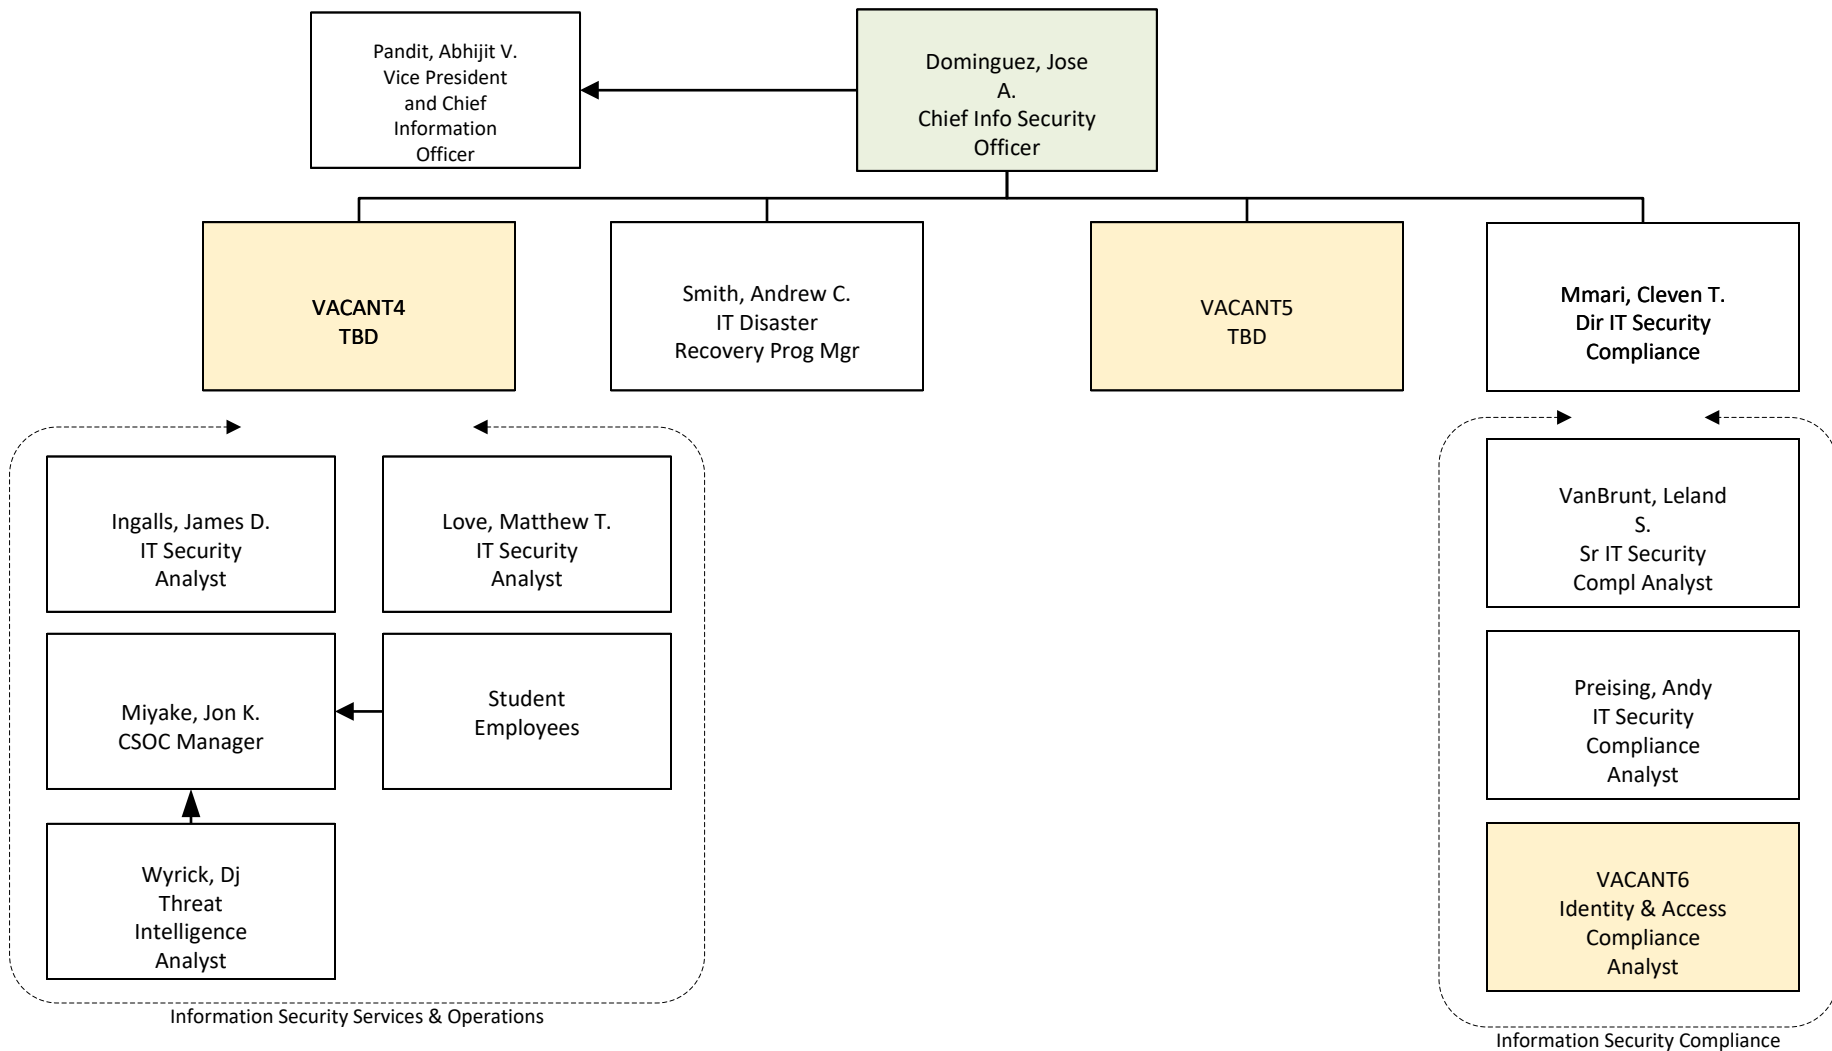 Pandit, Abhijit V.
Vice President
and Chief
Information
Officer
Dominguez, Jose
A.
Chief Info Security
Officer
VACANT4
TBD
Smith, Andrew C.
IT Disaster
Recovery Prog Mgr
VACANT5
TBD
Mmari, Cleven T.
Dir IT Security
Compliance
Ingalls, James D.
IT Security
Analyst
Love, Matthew T.
IT Security
Analyst
Miyake, Jon K.
CSOC Manager
Student
Employees
Wyrick, Dj
Threat
Intelligence
Analyst
Information Security Services & Operations
VanBrunt, Leland
S.
Sr IT Security
Compl Analyst
Preising, Andy
IT Security
Compliance
Analyst
VACANT6
Identity & Access
Compliance
Analyst
Information Security Compliance